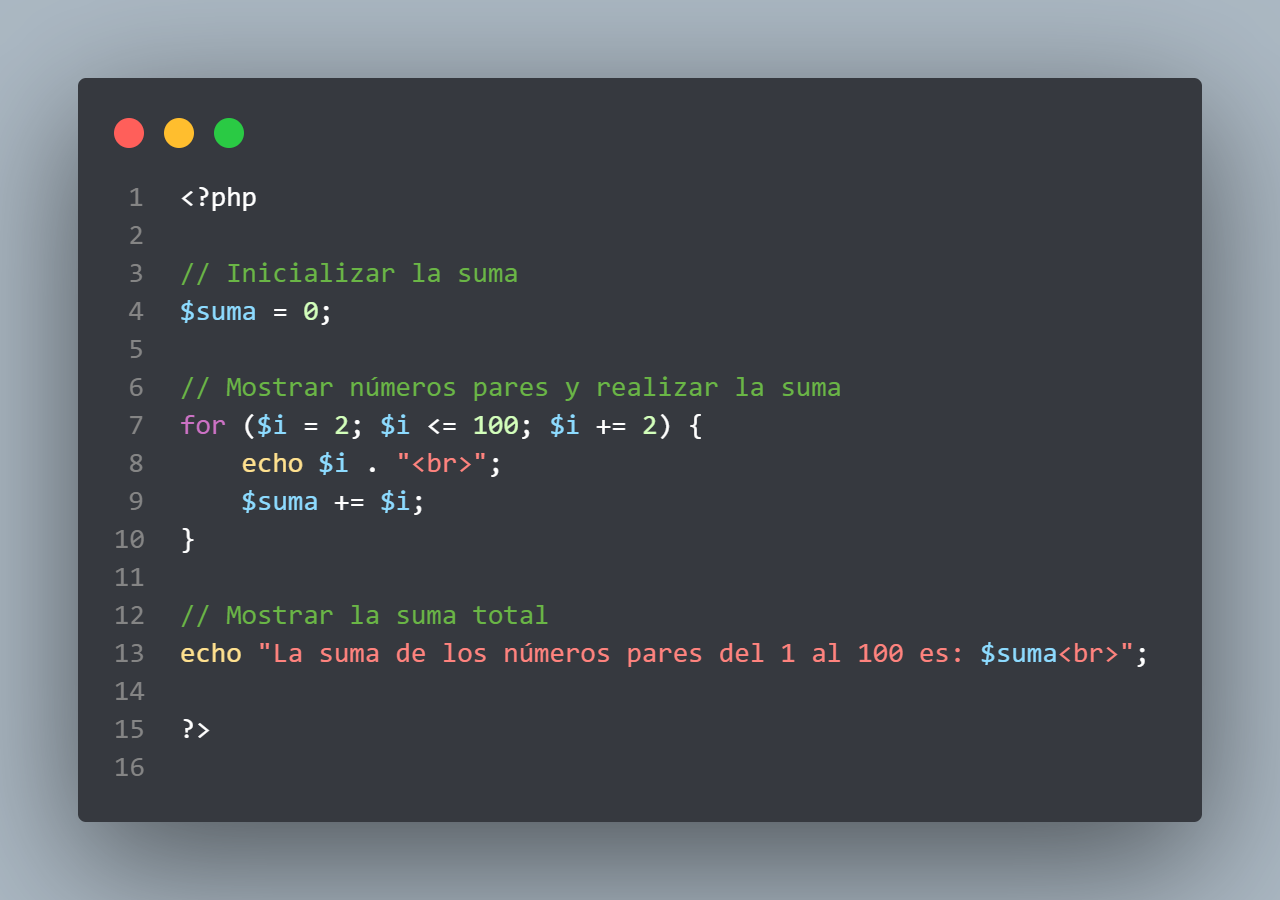 1 <?php
2
3 // Inicializar la suma
4 $suma = 0;
5
6 // Mostrar números pares y realizar la suma
7 for ($i = 2; $i <= 100; $i += 2) {
8     echo $i . "<br>";
9     $suma += $i;
10 }
11
12 // Mostrar la suma total
13 echo "La suma de los números pares del 1 al 100 es: $suma<br>";
14
15 ?>
16